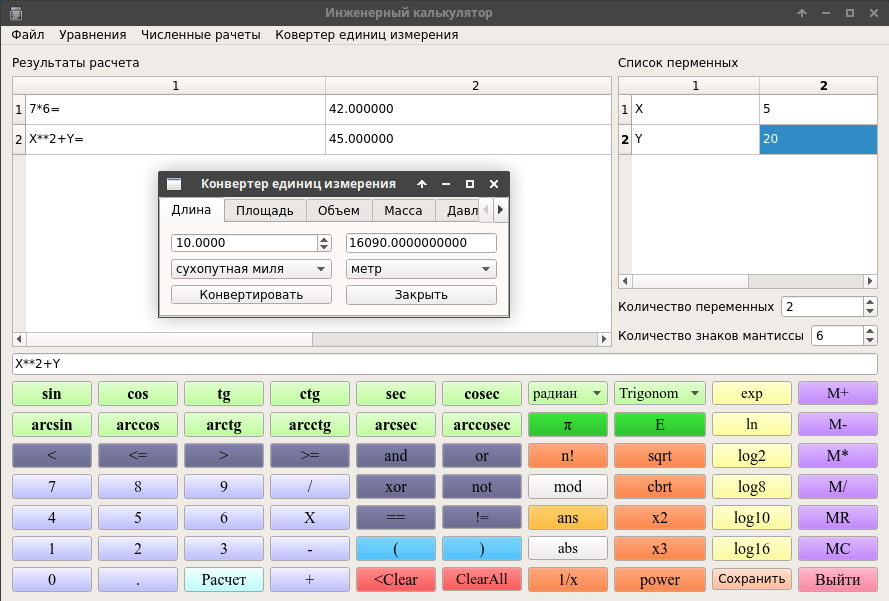 Инженерный калькулятор
Файл Уравнения Численные рачеты Ковертер единиц измерения
Результаты расчета
1 2
1 7*6= 42.000000
2 X**2+Y= 45.000000
Список перменных
1 2
1 X 5
2 Y 20
Количество переменных 2
Количество знаков мантиссы 6
Конвертер единиц измерения
Длина Площадь Объем Масса Давл
10.0000 16090.0000000000
сухопутная миля метр
Конвертировать Закрыть
X**2+Y
sin cos tg ctg sec cosec радиан Trigonom exp M+
arcsin arccos arctg arcctg arcsec arccosec π E ln M-
< <= > >= and or n! sqrt log2 M*
7 8 9 / xor not mod cbrt log8 M/
4 5 6 X == != ans x2 log10 MR
1 2 3 - ( ) abs x3 log16 MC
0 . Расчет + <Clear ClearAll 1/x power Сохранить Выйти